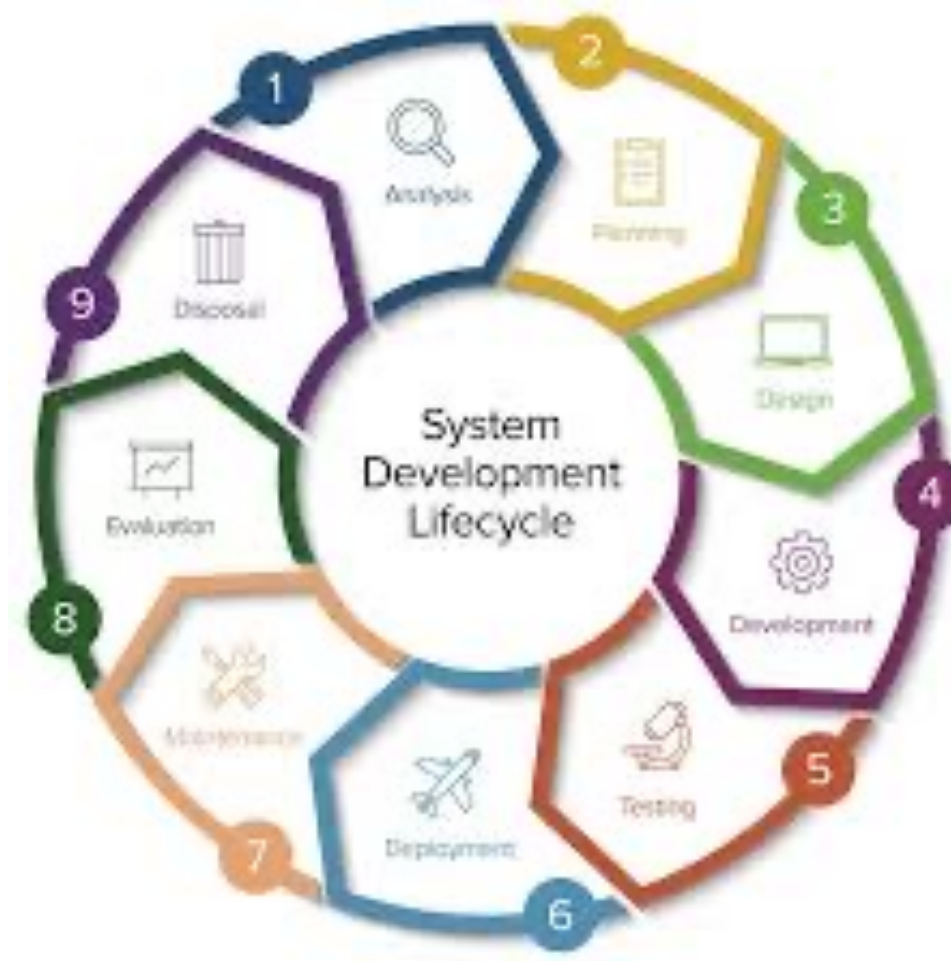 1
Analysis
2
Planning
3
Design
4
Development
5
Testing
6
Deployment
7
Maintenance
8
Evaluation
9
Disposal
System
Development
Lifecycle